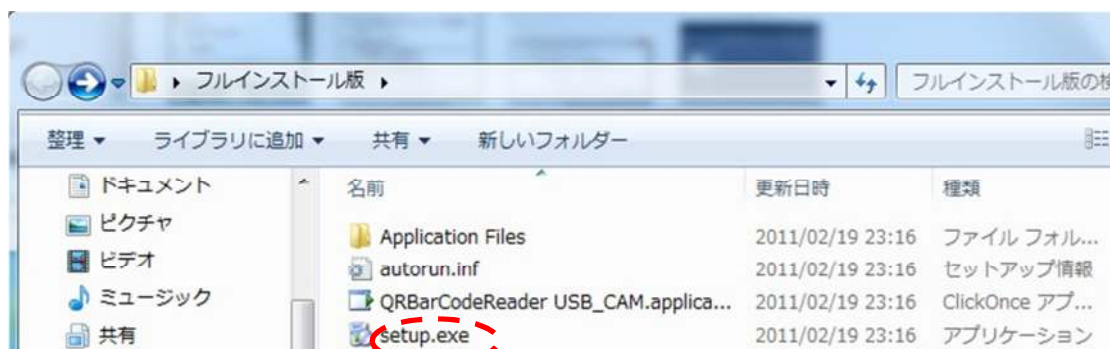 フルインストール版
フルインストール版の検
整理 ライブラリに追加 共有 新しいフォルダー
ドキュメント
ピクチャ
ビデオ
ミュージック
共有
名前 更新日時 種類
Application Files 2011/02/19 23:16 ファイル フォル...
autorun.inf 2011/02/19 23:16 セットアップ情報
QRBarCodeReader USB_CAM.applica... 2011/02/19 23:16 ClickOnce アプ...
setup.exe 2011/02/19 23:16 アプリケーション